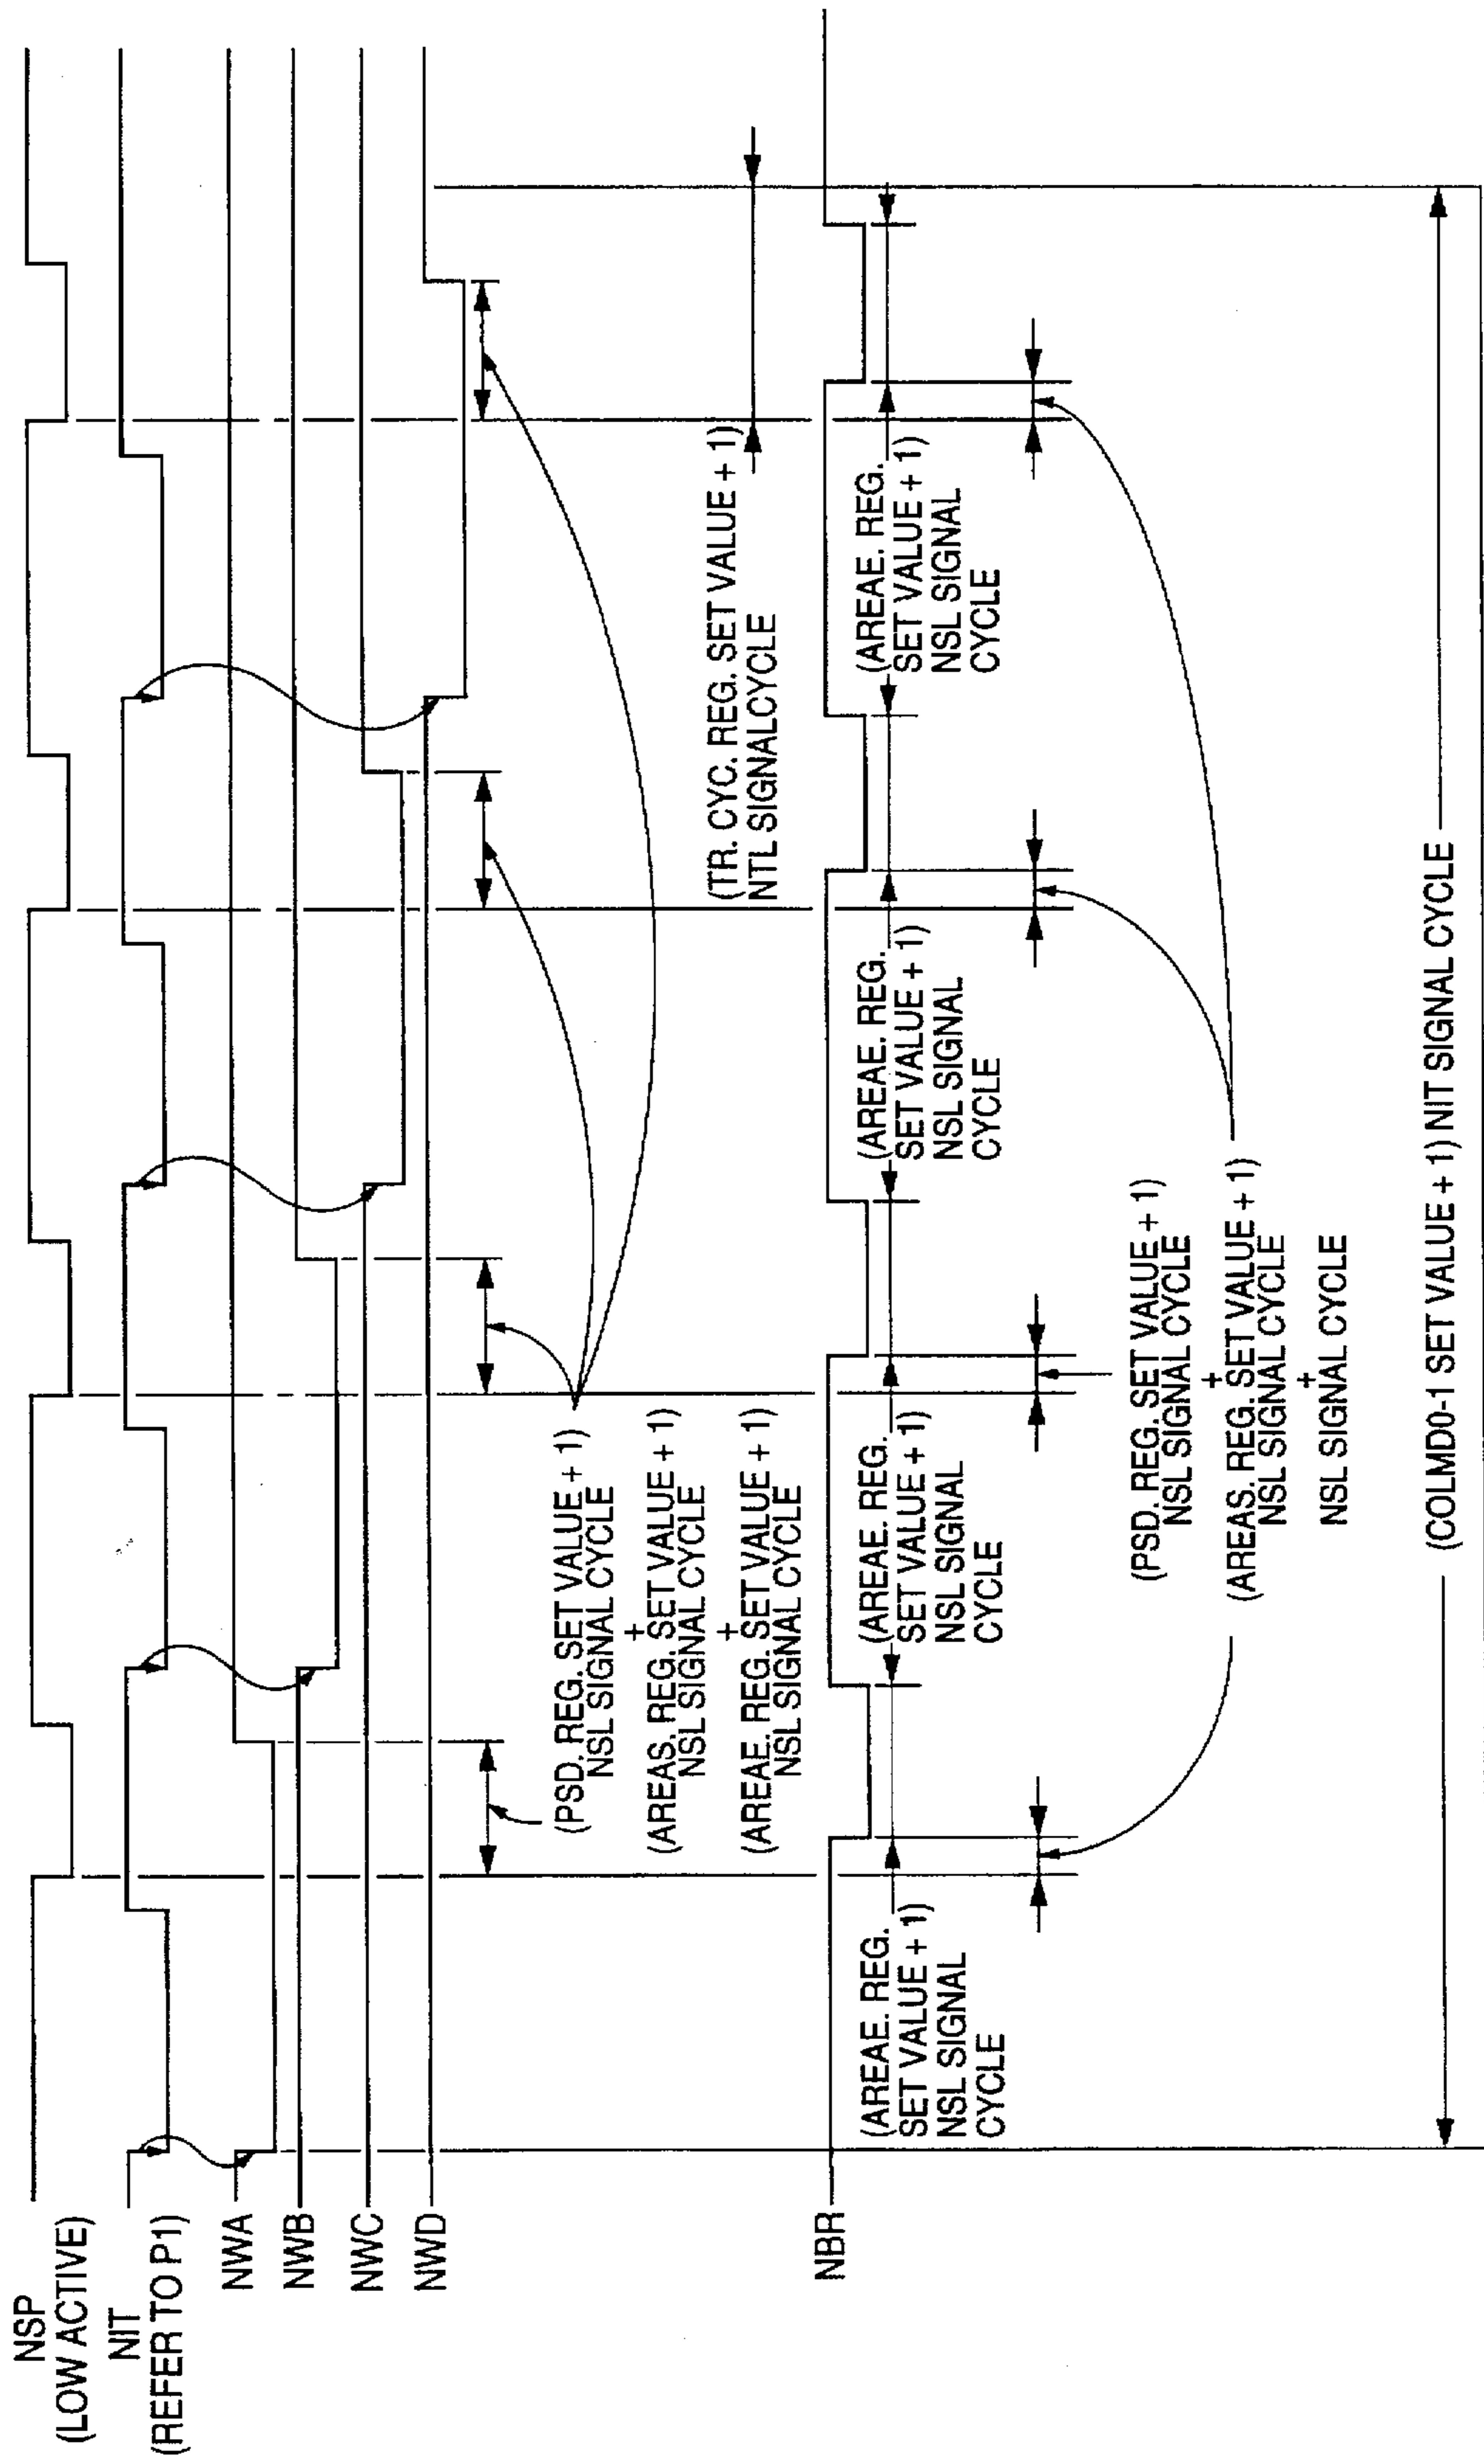 NSP
(LOW ACTIVE)
NIT
(REFER TO P1)
NWA
NWB
NWC
NWD
(PSD. REG. SET VALUE + 1)
NSL SIGNAL CYCLE
+
(AREAS. REG. SET VALUE + 1)
NSL SIGNAL CYCLE
+
(AREAE. REG. SET VALUE + 1)
NSL SIGNAL CYCLE
(TR. CYC. REG. SET VALUE + 1)
NTL SIGNALCYCLE
NBR
(AREAE. REG.
SET VALUE + 1)
NSL SIGNAL
CYCLE
(AREAE. REG.
SET VALUE + 1)
NSL SIGNAL
CYCLE
(AREAE. REG.
SET VALUE + 1)
NSL SIGNAL
CYCLE
(AREAE. REG.
SET VALUE + 1)
NSL SIGNAL
CYCLE
(PSD. REG. SET VALUE + 1)
NSL SIGNAL CYCLE
+
(AREAS. REG. SET VALUE + 1)
NSL SIGNAL CYCLE
+
NSL SIGNAL CYCLE
(COLMD0-1 SET VALUE + 1) NIT SIGNAL CYCLE